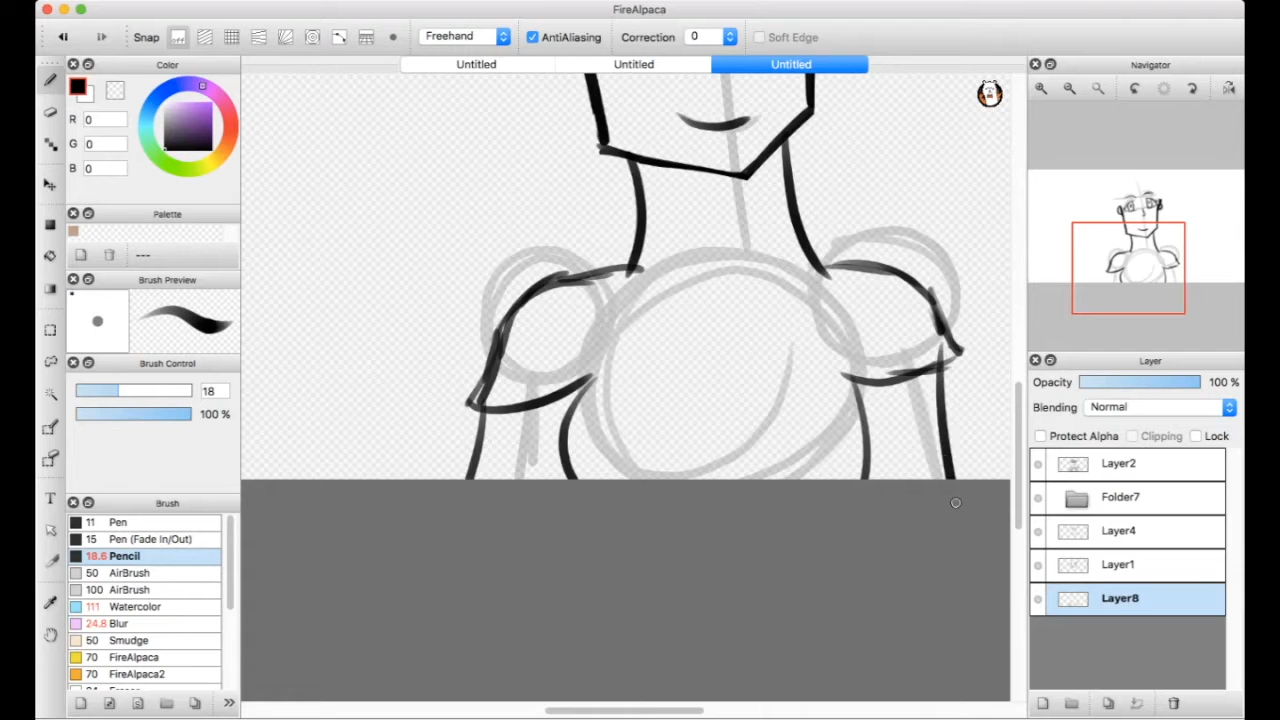 FireAlpaca
Snap
off
Freehand
AntiAliasing
Correction
0
Soft Edge
Color
Untitled
Untitled
Untitled
Navigator
R 0
G 0
B 0
Palette
---
Brush Preview
Brush Control
18
100 %
Brush
11 Pen
15 Pen (Fade In/Out)
18.6 Pencil
50 AirBrush
100 AirBrush
111 Watercolor
24.8 Blur
50 Smudge
70 FireAlpaca
70 FireAlpaca2
T
Layer
Opacity
100 %
Blending
Normal
Protect Alpha
Clipping
Lock
Layer2
Folder7
Layer4
Layer1
Layer8